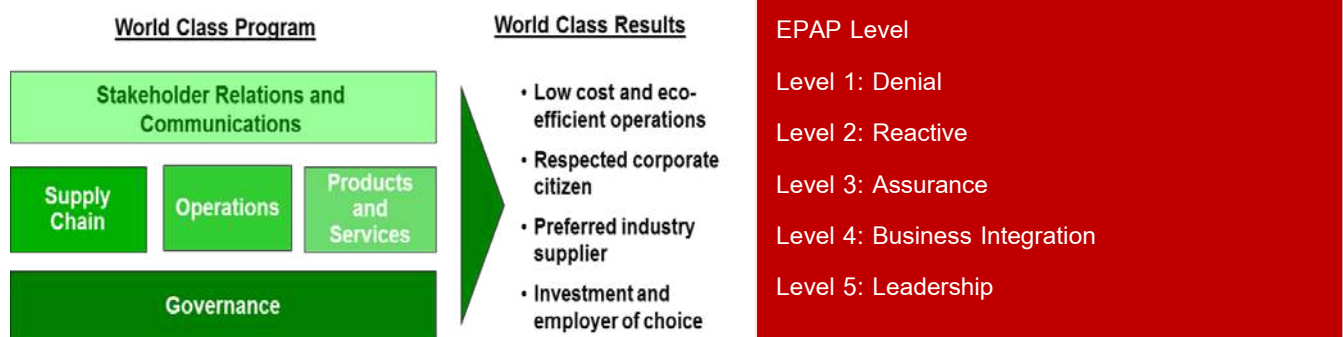 World Class Program
Stakeholder Relations and
Communications
Supply
Chain
Operations
Products
and
Services
Governance
World Class Results
• Low cost and eco-
efficient operations
• Respected corporate
citizen
• Preferred industry
supplier
• Investment and
employer of choice
EPAP Level
Level 1: Denial
Level 2: Reactive
Level 3: Assurance
Level 4: Business Integration
Level 5: Leadership